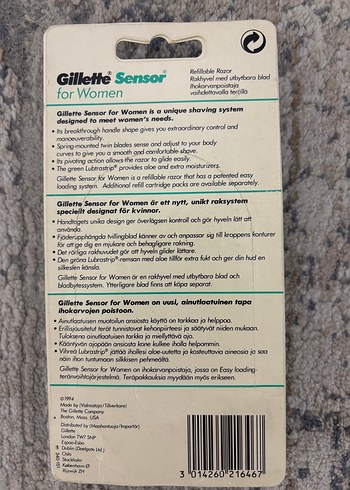 Gillette® Sensor®
for Women
Refillable Razor
Rakhyvel med utbytbara blad
Ihokarvanpoistaja
vaihdettavalla terällä
Gillette Sensor for Women is a unique shaving system
designed to meet women's needs.
• Its breakthrough handle shape gives you extraordinary control and
manoeuvrability.
• Spring-mounted twin blades sense and adjust to your body
curves to give you a smooth and comfortable shave.
• Its pivoting action allows the razor to glide easily.
• The green Lubrastrip® provides aloe and extra moisturizers.
Gillette Sensor for Women is a refillable razor that has a patented easy
loading system. Additional refill cartridge packs are available separately.
Gillette Sensor for Women är ett nytt, unikt raksystem
speciellt designat för kvinnor.
• Handtagets unika design ger överlägsen kontroll och gör hyveln lätt att
använda.
• Fjäderupphängda tvillingblad känner av och anpassar sig till kroppens konturer
för att ge dig en mjukare och behagligare rakning.
• Det rörliga rakhuvudet gör att hyveln glider lättare.
• Den gröna Lubrastrip®-remsan med aloe tillför extra fukt och ger din hud en
silkeslen känsla.
Gillette Sensor for Women är en rakhyvel med utbytbara blad och
bladbytessystem. Ytterligare blad finns att köpa separat.
Gillette Sensor for Women on uusi, ainutlaatuinen tapa
ihokarvojen poistoon.
• Ainutlaatuisen muotoilun ansiosta käyttö on tarkkaa ja helppoa.
• Erillisjousitetut terät tunnistavat kehonpiirteesi ja säätyvät niiden mukaan.
Tuloksena ainutlaatuisen tarkka ja miellyttävä ajo.
• Kääntyvän ajopään ansiosta kone kulkee iholla helpommin.
• Vihreä Lubrastrip® jättää ihollesi aloe-uutetta ja kosteuttavia aineosia ja saa
näin ihon tuntumaan silkkisen pehmeältä.
Gillette Sensor for Women on ihokarvanpoistaja, jossa on Easy loading-
teränvaihtojärjestelmä. Teräpakkauksia myydään myös erikseen.
©1994
Made by (Valmistaja/Tillverkare)
The Gillette Company
Boston, Mass. USA
Distributed by (Maahantuoja/Importör)
Gillette
London TW7 5NP
Espoo-Esbo
Dublin (Deelgate Ltd.)
Oslo
Stockholm
København Ø
Rijswijk ZH
3 014260 216467